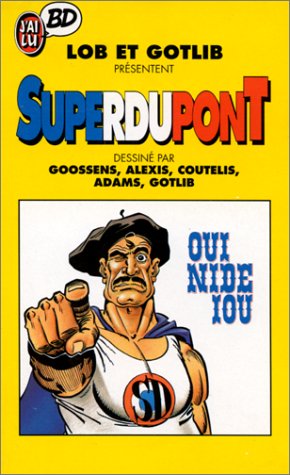 J'AI
LU
BD
LOB ET GOTLIB
PRÉSENTENT
SUPERDUPONT
DESSINÉ PAR
GOOSSENS, ALEXIS, COUTELIS,
ADAMS, GOTLIB
OUI
NIDE
IOU
SD